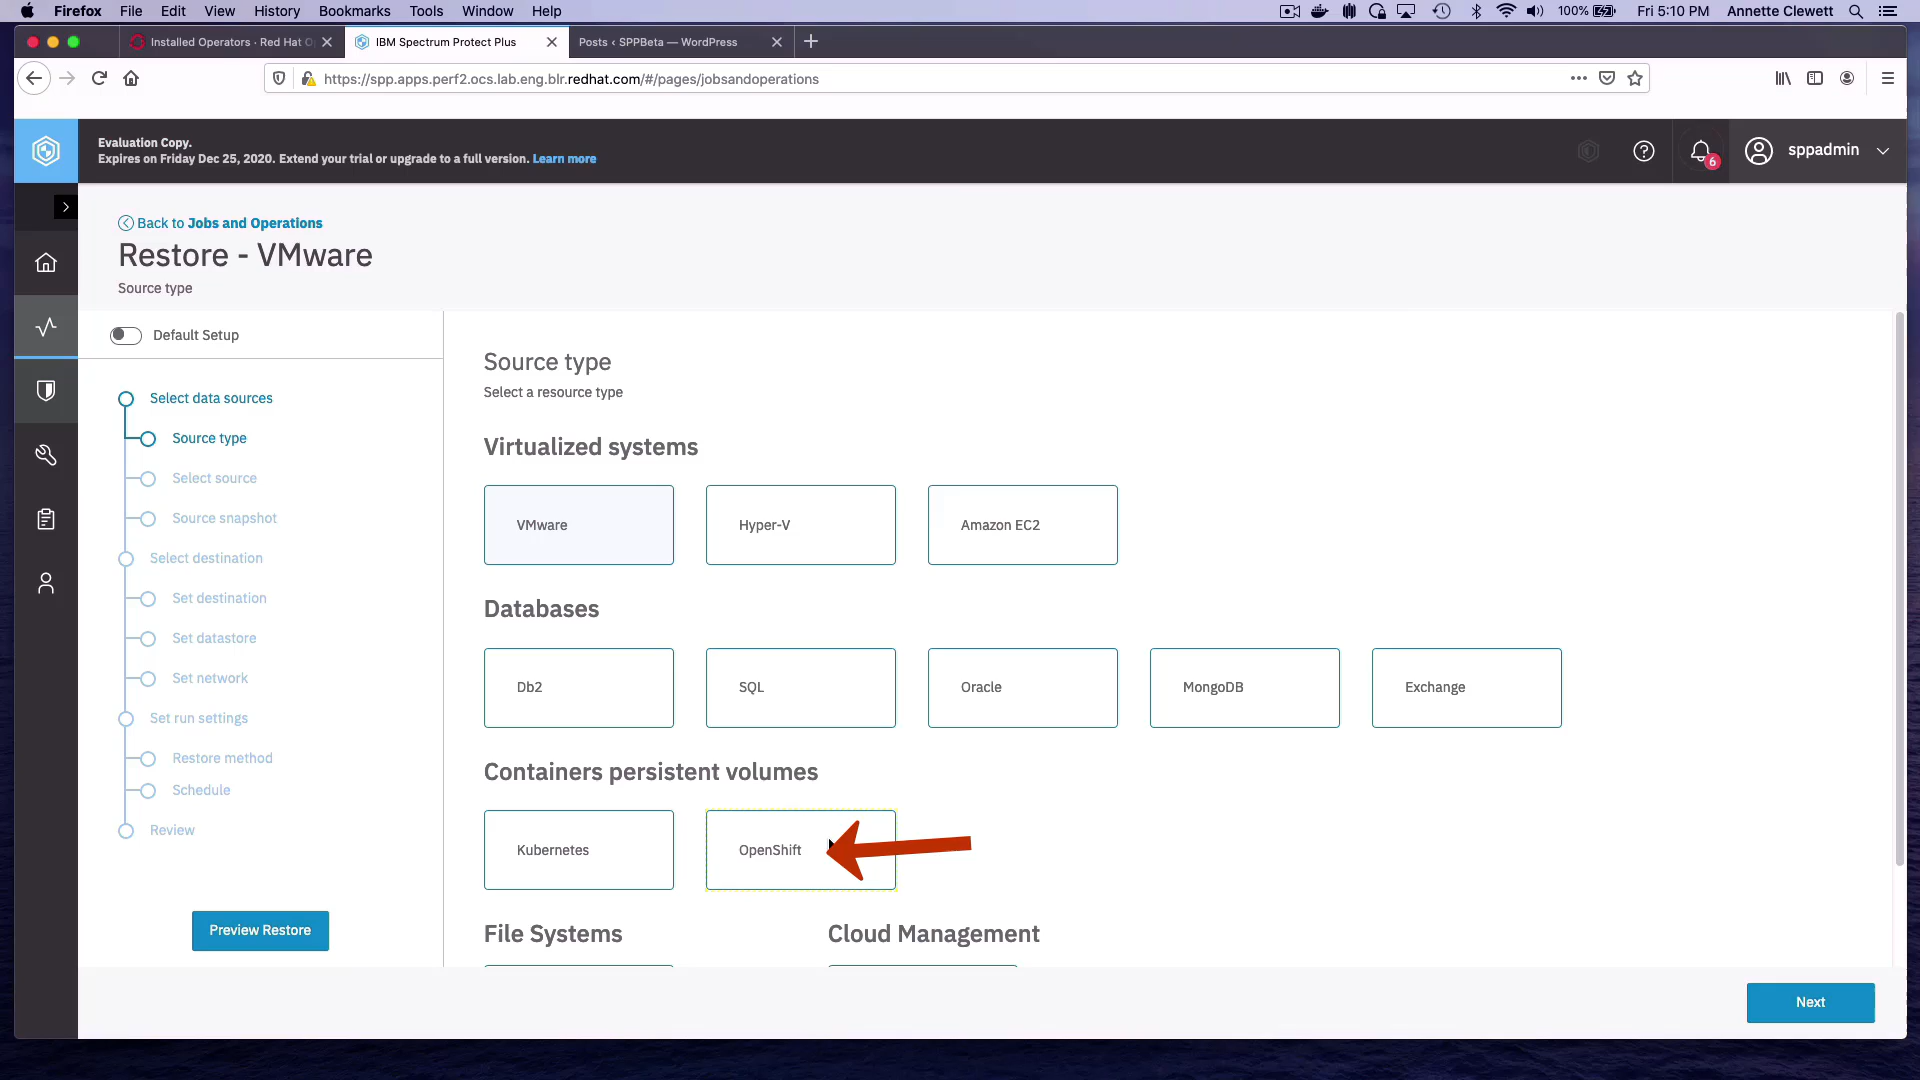 Firefox File Edit View History Bookmarks Tools Window Help 100% Fri 5:10 PM Annette Clewett
Installed Operators · Red Hat O
IBM Spectrum Protect Plus
Posts ‹ SPPBeta — WordPress
https://spp.apps.perf2.ocs.lab.eng.blr.redhat.com/#/pages/jobsandoperations
Evaluation Copy.
Expires on Friday Dec 25, 2020. Extend your trial or upgrade to a full version. Learn more
6
sppadmin
Back to Jobs and Operations
Restore - VMware
Source type
Default Setup
Select data sources
Source type
Select source
Source snapshot
Select destination
Set destination
Set datastore
Set network
Set run settings
Restore method
Schedule
Review
Preview Restore
Source type
Select a resource type
Virtualized systems
VMware
Hyper-V
Amazon EC2
Databases
Db2
SQL
Oracle
MongoDB
Exchange
Containers persistent volumes
Kubernetes
OpenShift
File Systems
Cloud Management
Next